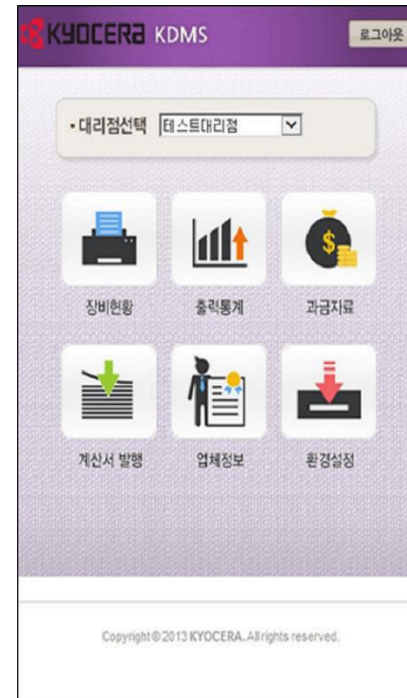 KYOCERA KDMS
로그아웃
• 대리점선택 테스트대리점
장비현황 출력통계 과금자료
계산서 발행 업체정보 환경설정
Copyright © 2013 KYOCERA. All rights reserved.